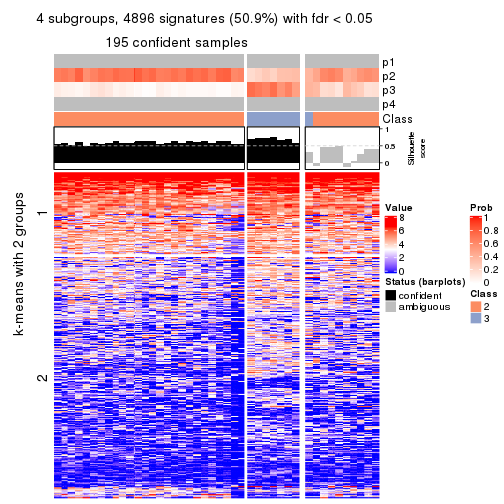 4 subgroups, 4896 signatures (50.9%) with fdr < 0.05
195 confident samples
p1
p2
p3
p4
Class
1
0.5
0
Silhouette
score
k-means with 2 groups
1
2
Value
8
6
4
2
0
Status (barplots)
confident
ambiguous
Prob
1
0.8
0.6
0.4
0.2
0
Class
2
3